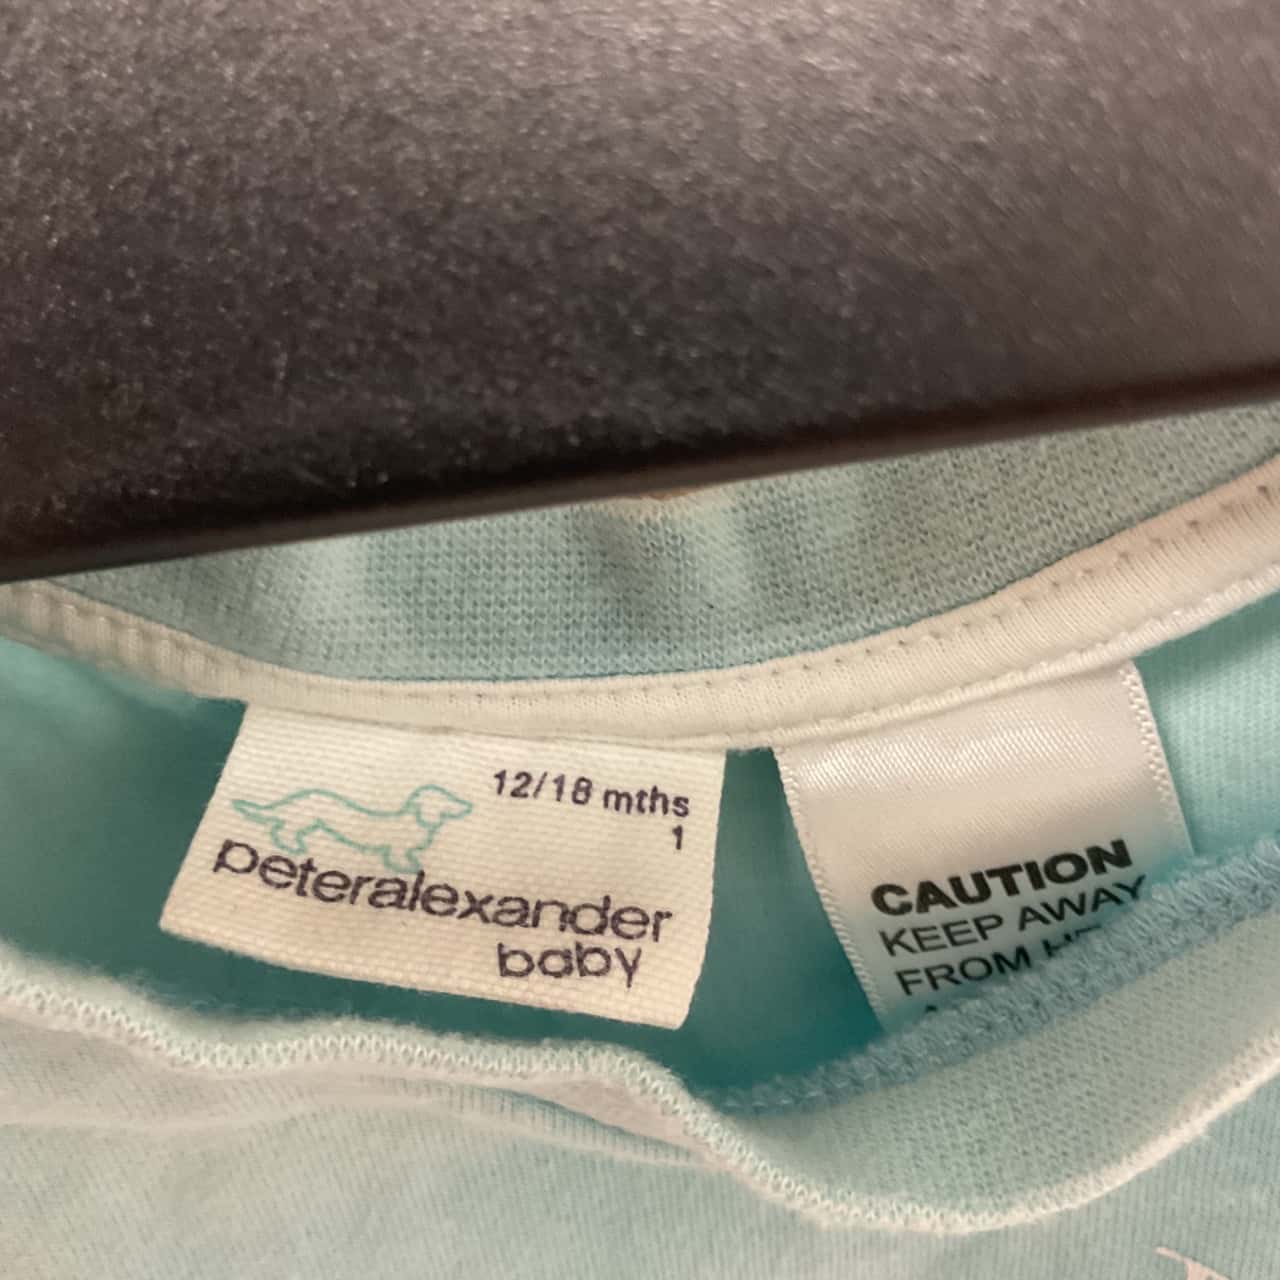 12/18 mths
1
peteralexander
baby
CAUTION
KEEP AWAY
FROM